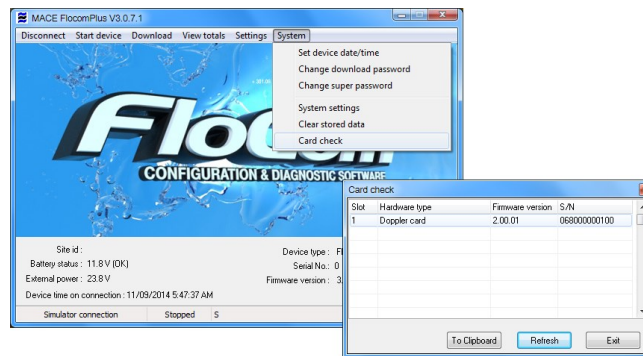 MACE FlocomPlus V3.0.7.1
Disconnect Start device Download View totals Settings System
Set device date/time
Change download password
Change super password
System settings
Clear stored data
Card check
FloCom
CONFIGURATION & DIAGNOSTIC SOFTWARE
Site id :
Battery status : 11.8 V (OK)
External power : 23.8 V
Device time on connection : 11/09/2014 5:47:37 AM
Device type : Fl
Serial No.: 0
Firmware version : 3.
Simulator connection Stopped S
Card check
Slot Hardware type Firmware version S/N
1 Doppler card 2.00.01 068000000100
To Clipboard Refresh Exit